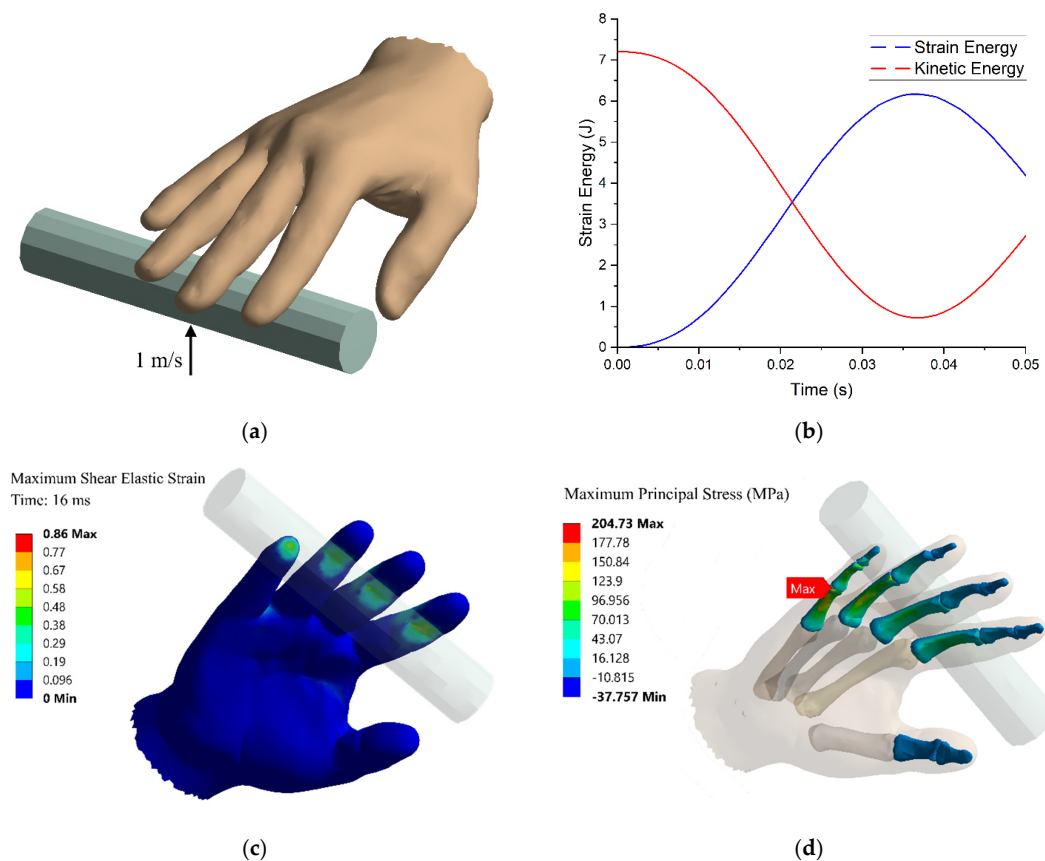 1 m/s
(a)
Strain Energy
Kinetic Energy
8
7
6
5
4
3
2
1
0
Strain Energy (J)
0.00
0.01
0.02
0.03
0.04
0.05
Time (s)
(b)
Maximum Shear Elastic Strain
Time: 16 ms
0.86 Max
0.77
0.67
0.58
0.48
0.38
0.29
0.19
0.096
0 Min
(c)
Maximum Principal Stress (MPa)
204.73 Max
177.78
150.84
123.9
96.956
70.013
43.07
16.128
-10.815
-37.757 Min
Max
(d)